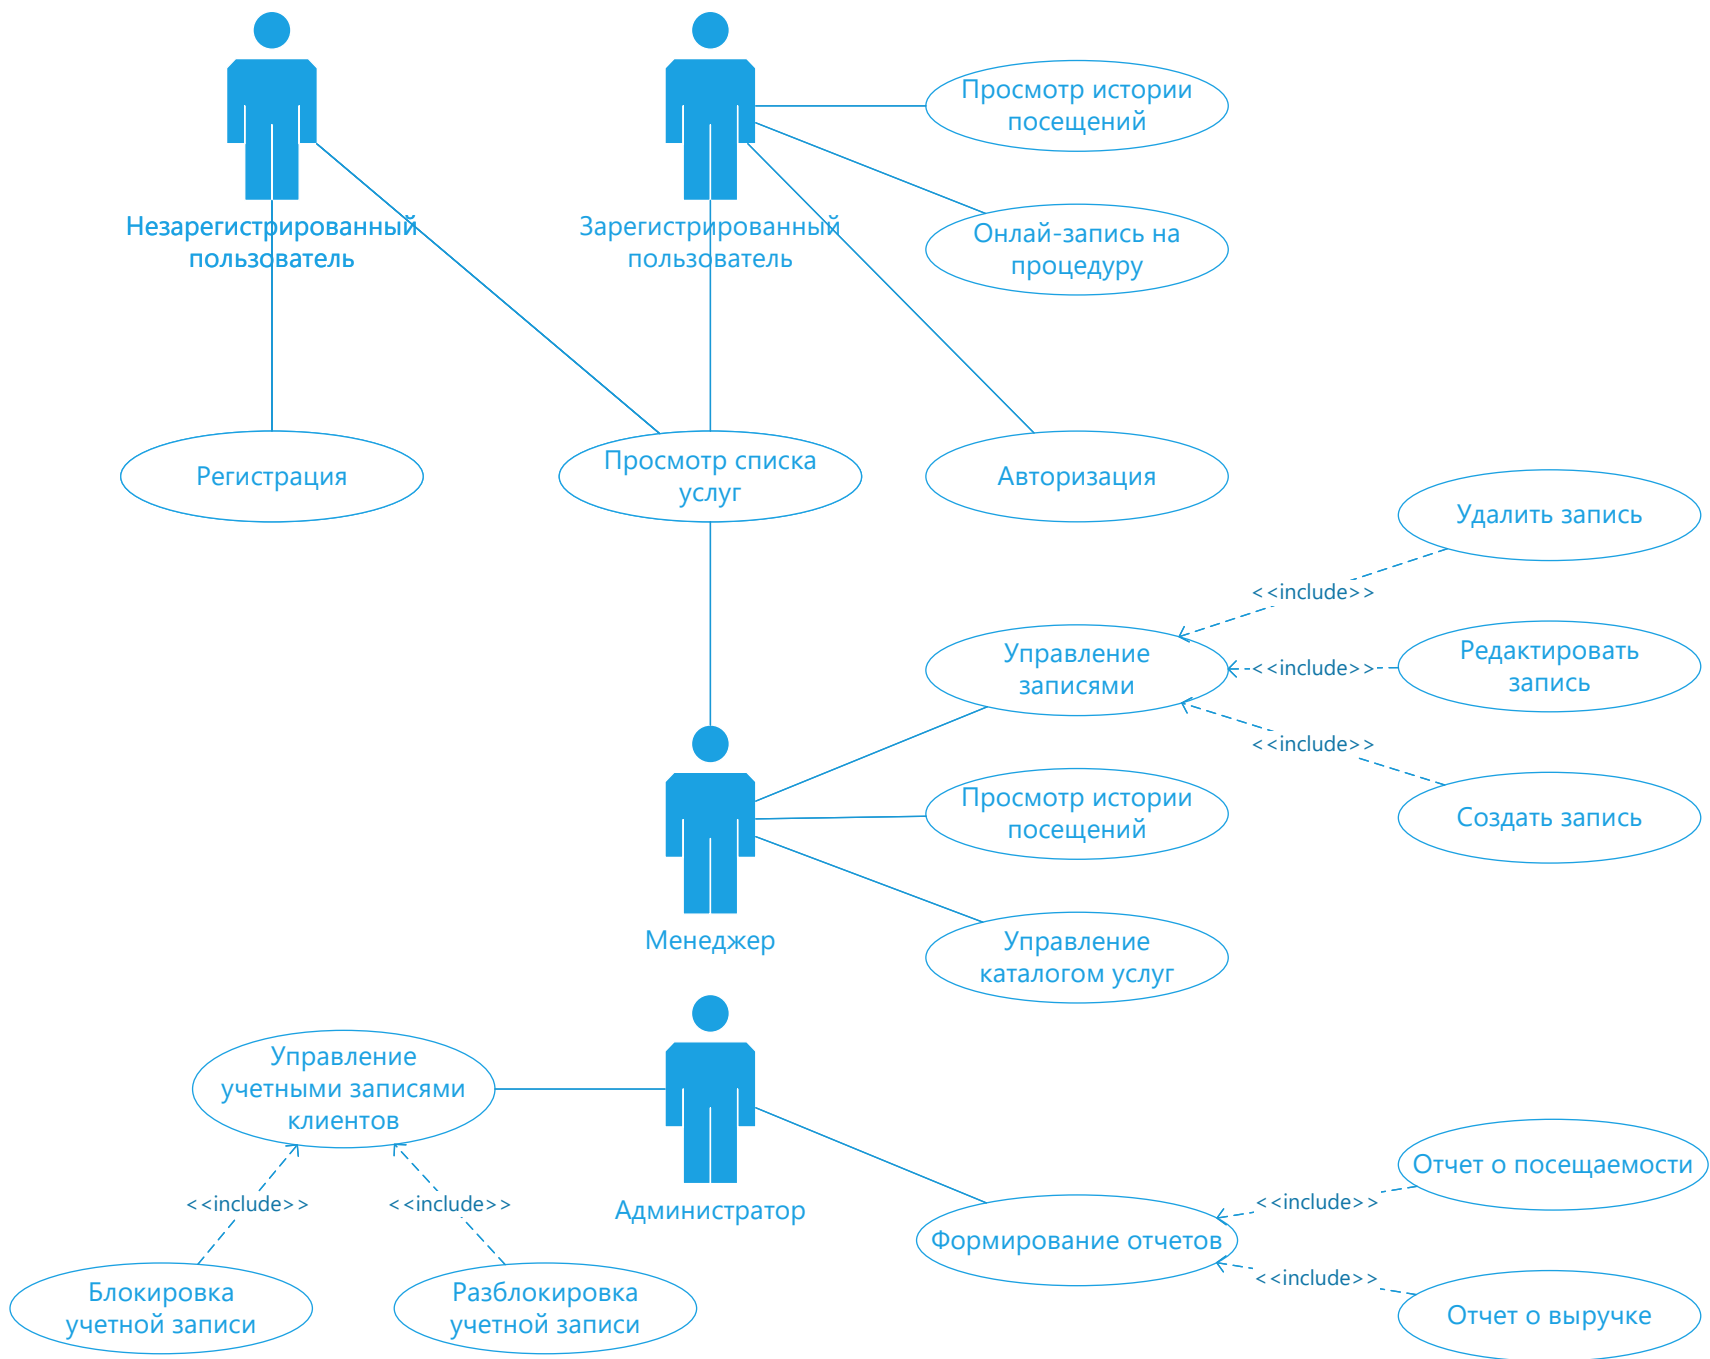 Просмотр истории
посещений
Незарегистрированный
пользователь
Зарегистрированный
пользователь
Онлай-запись на
процедуру
Регистрация
Просмотр списка
услуг
Авторизация
Удалить запись
<<include>>
Управление
записями
<<include>>
Редактировать
запись
<<include>>
Просмотр истории
посещений
Создать запись
Менеджер
Управление
каталогом услуг
Управление
учетными записями
клиентов
Отчет о посещаемости
<<include>>
<<include>>
<<include>>
Администратор
Формирование отчетов
<<include>>
Блокировка
учетной записи
Разблокировка
учетной записи
Отчет о выручке